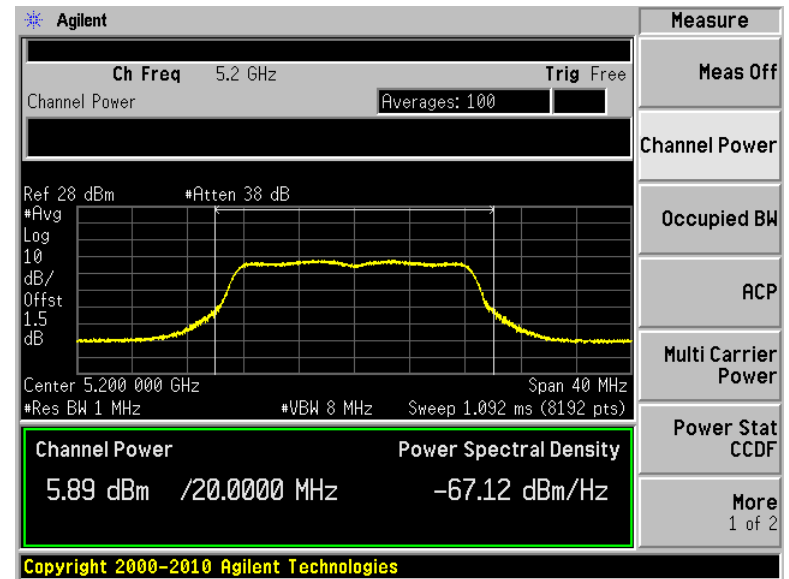 Agilent
Measure
Ch Freq 5.2 GHz Trig Free
Meas Off
Channel Power Averages: 100
Channel Power
Ref 28 dBm #Atten 38 dB
#Avg
Log
10
dB/
Offst
1.5
dB
Occupied BW
ACP
Multi Carrier
Power
Center 5.200 000 GHz Span 40 MHz
#Res BW 1 MHz #VBW 8 MHz Sweep 1.092 ms (8192 pts)
Power Stat
CCDF
Channel Power Power Spectral Density
5.89 dBm /20.0000 MHz -67.12 dBm/Hz
More
1 of 2
Copyright 2000-2010 Agilent Technologies